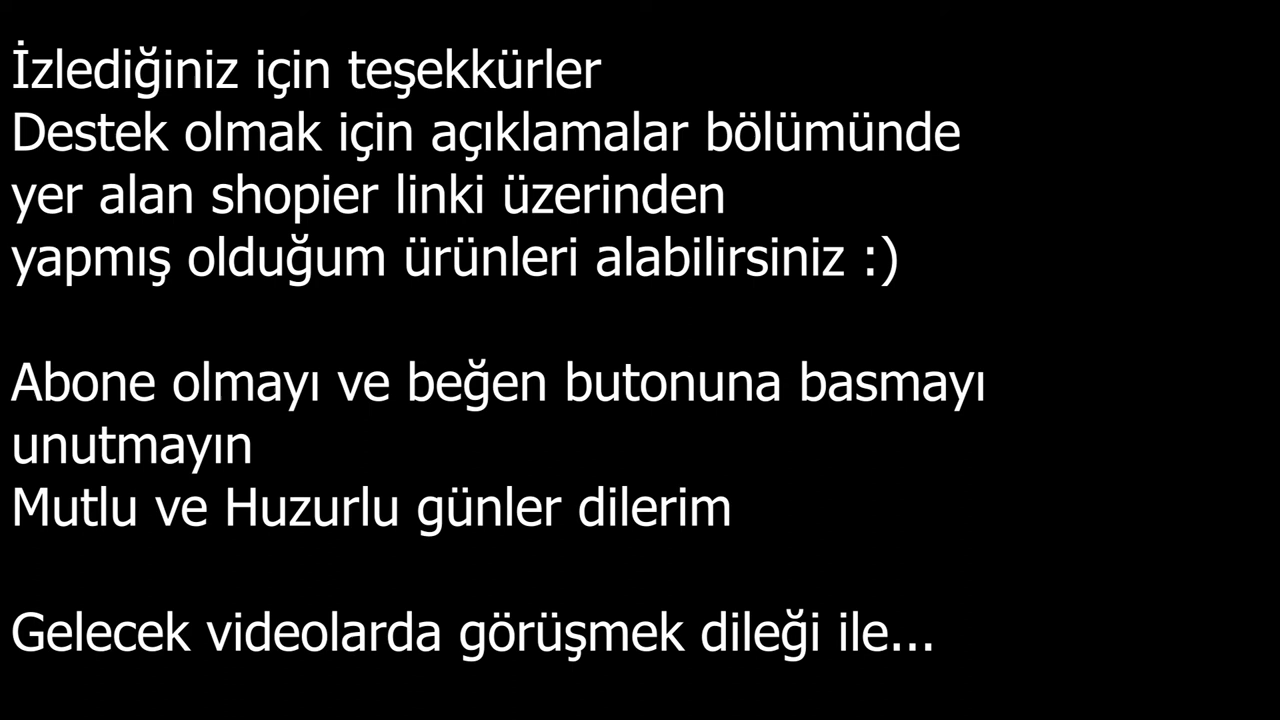 İzlediğiniz için teşekkürler
Destek olmak için açıklamalar bölümünde
yer alan shopier linki üzerinden
yapmış olduğum ürünleri alabilirsiniz :)
Abone olmayı ve beğen butonuna basmayı
unutmayın
Mutlu ve Huzurlu günler dilerim
Gelecek videolarda görüşmek dileği ile...